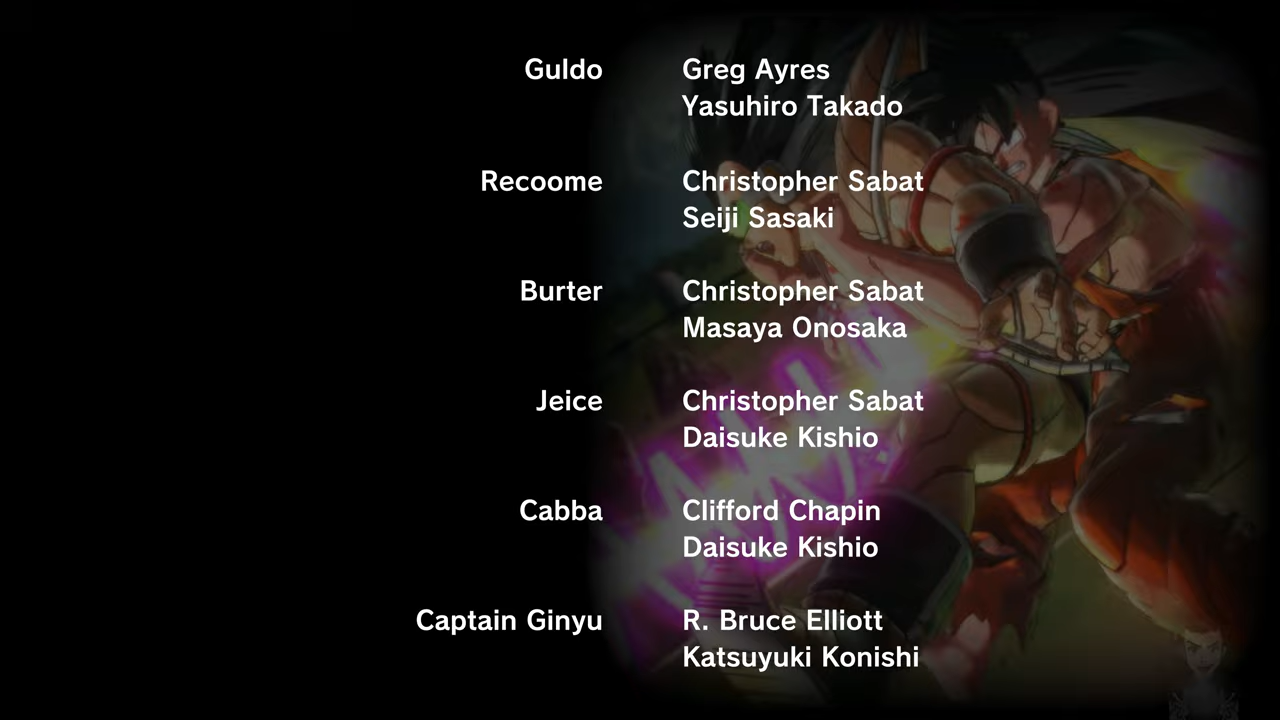 Guldo Greg Ayres
Yasuhiro Takado
Recoome Christopher Sabat
Seiji Sasaki
Burter Christopher Sabat
Masaya Onosaka
Jeice Christopher Sabat
Daisuke Kishio
Cabba Clifford Chapin
Daisuke Kishio
Captain Ginyu R. Bruce Elliott
Katsuyuki Konishi